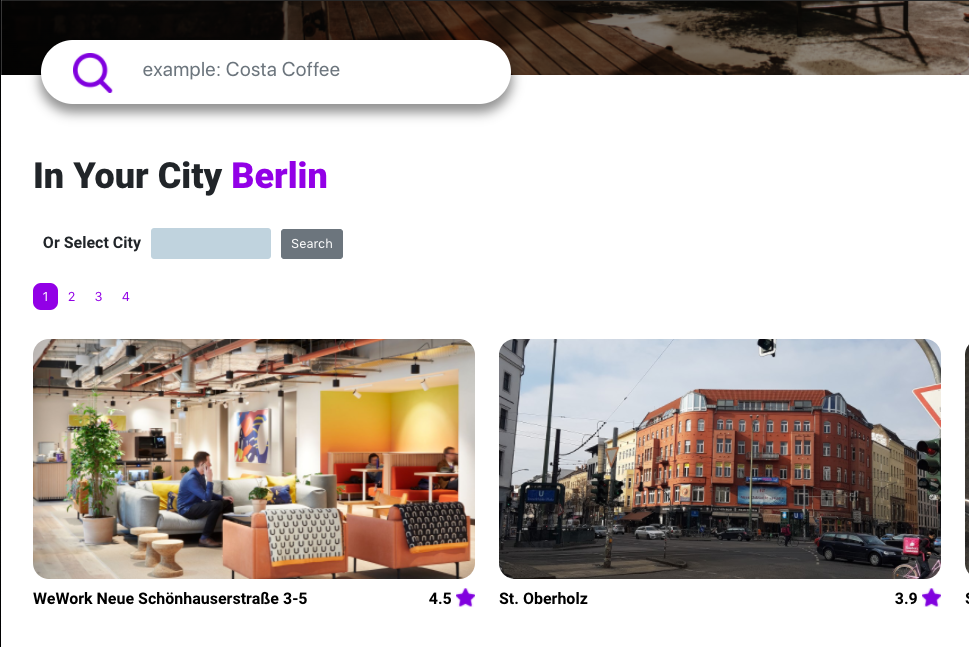 example: Costa Coffee
In Your City Berlin
Or Select City
Search
1 2 3 4
U
WeWork Neue Schönhauserstraße 3-5
4.5
St. Oberholz
3.9